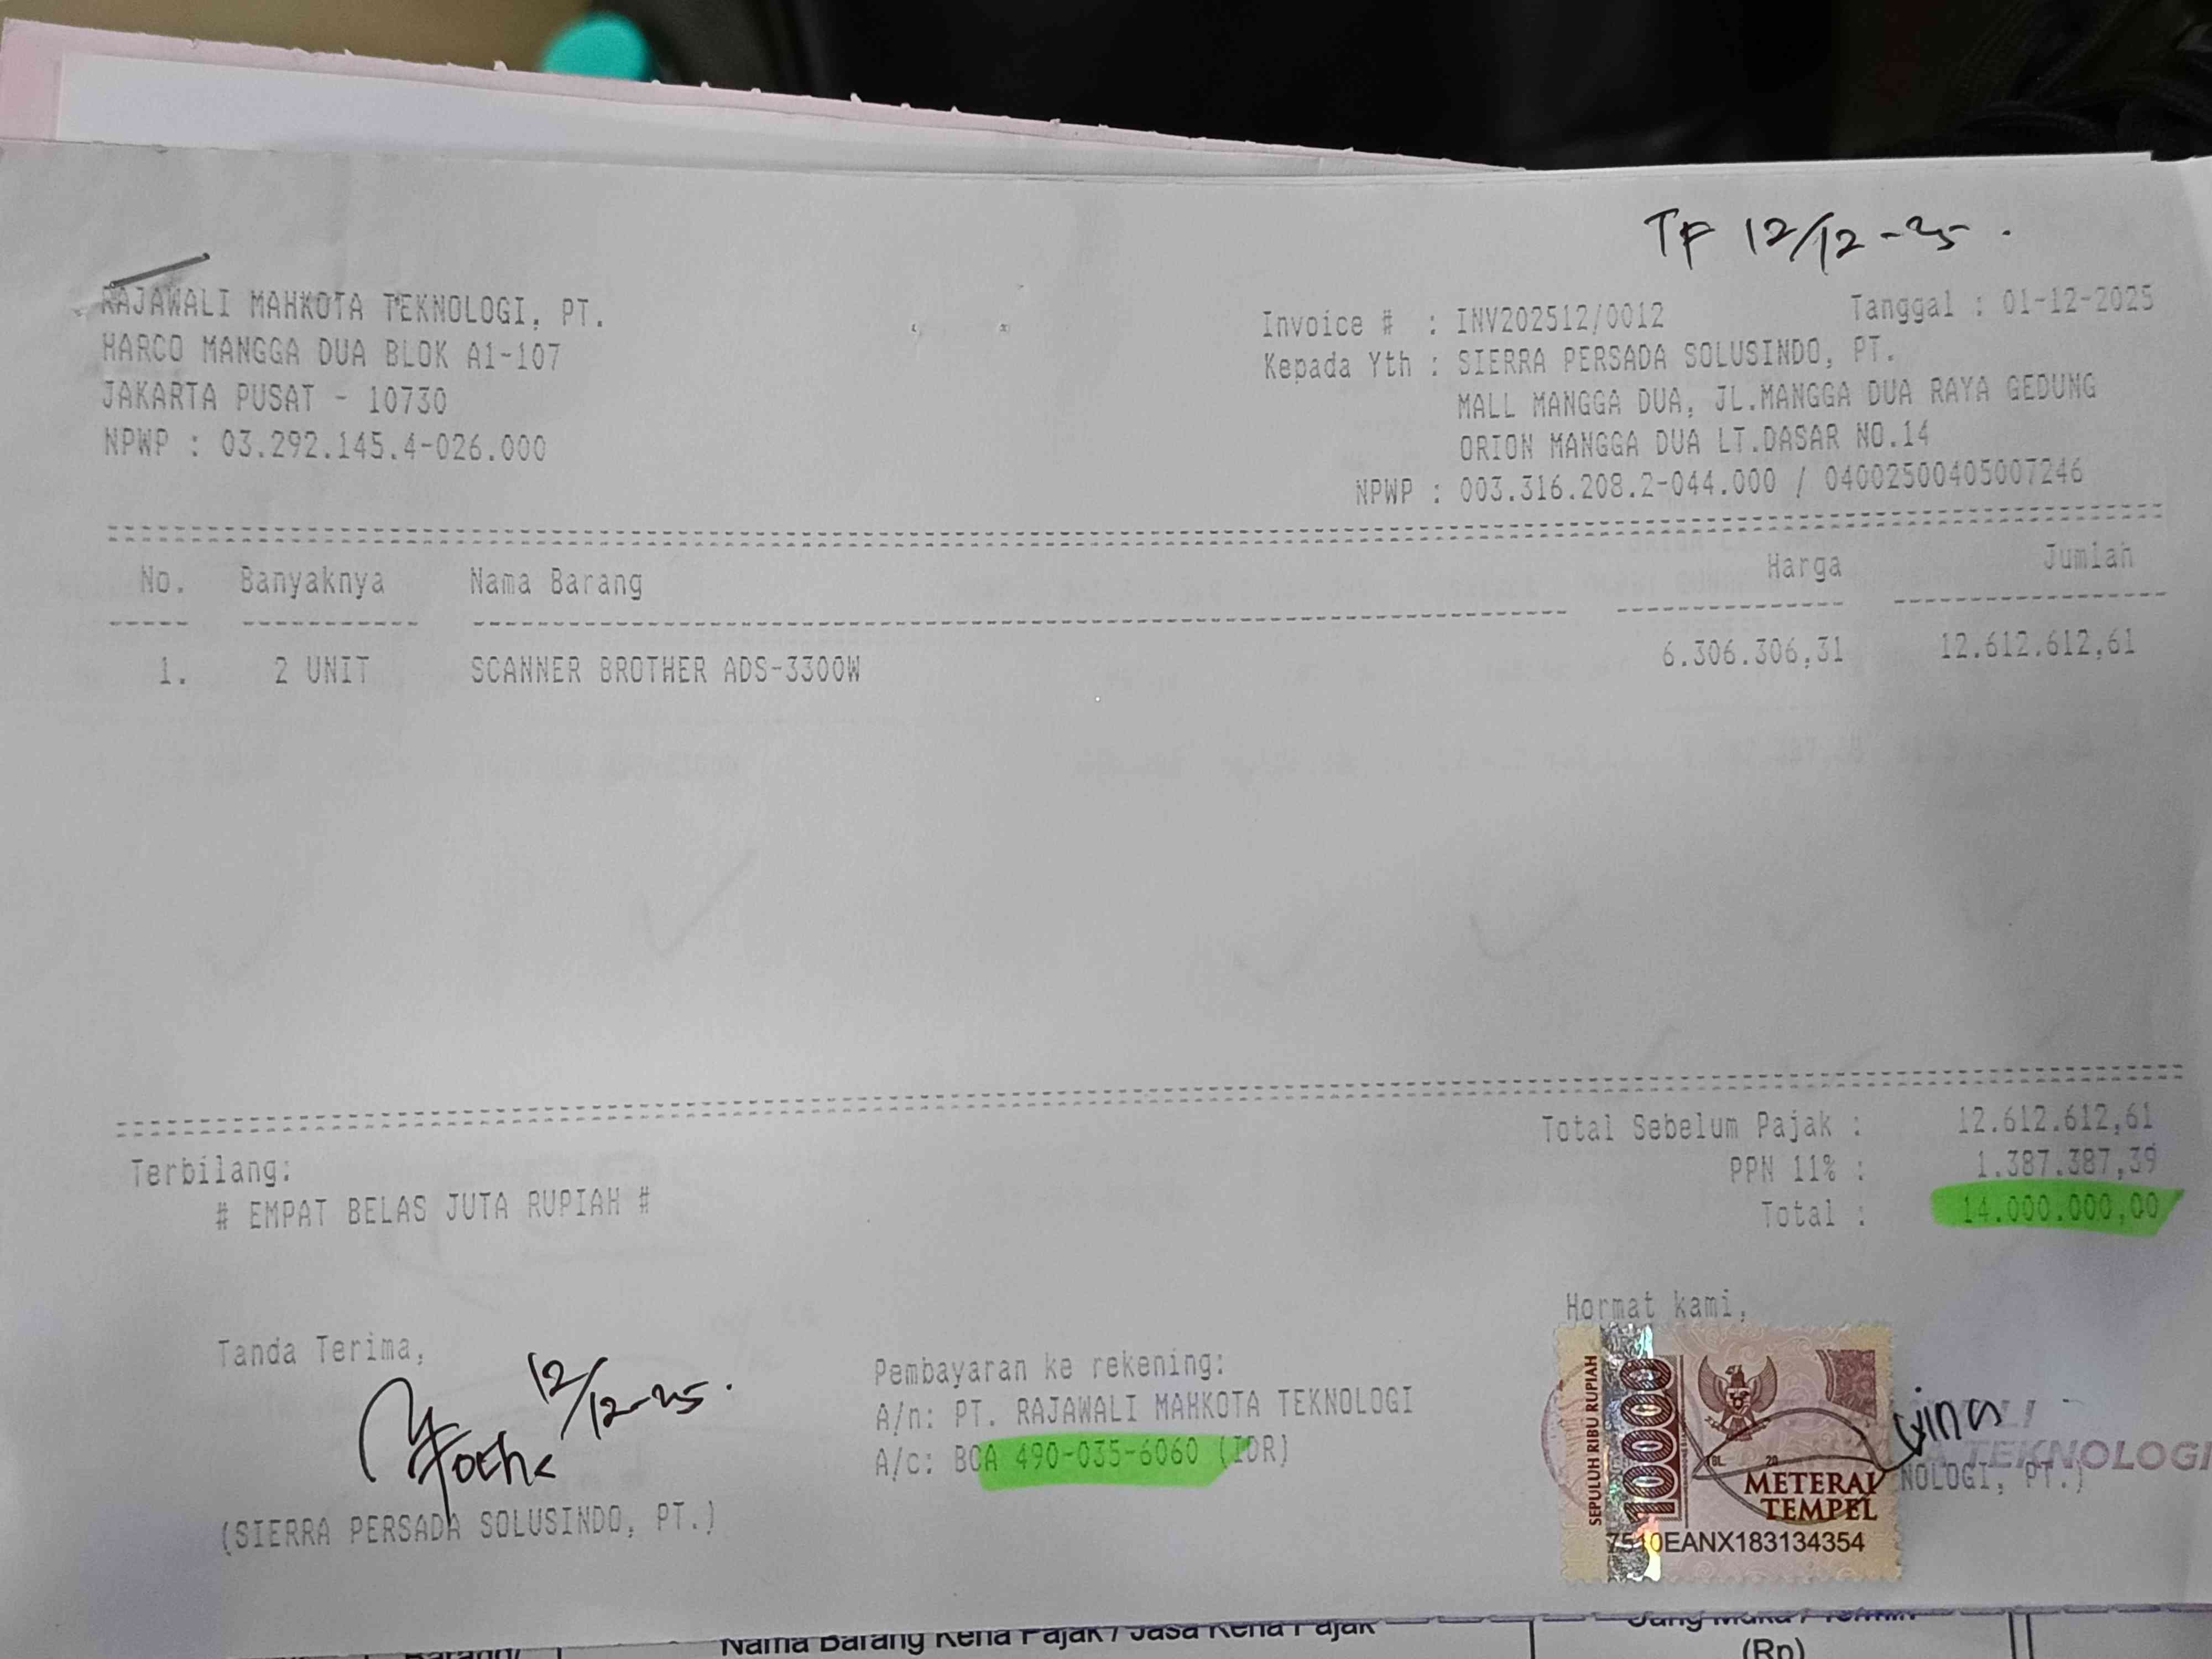 TF 12/12-25.
RAJAWALI MAHKOTA TEKNOLOGI, PT.
HARCO MANGGA DUA BLOK A1-107
JAKARTA PUSAT - 10730
NPWP : 03.292.145.4-026.000
Invoice # : INV202512/0012 Tanggal : 01-12-2025
Kepada Yth : SIERRA PERSADA SOLUSINDO, PT.
MALL MANGGA DUA, JL.MANGGA DUA RAYA GEDUNG
ORION MANGGA DUA LT.DASAR NO.14
NPWP : 003.316.208.2-044.000 / 04002500405007246
No. Banyaknya Nama Barang Harga Jumlah
1. 2 UNIT SCANNER BROTHER ADS-3300W 6.306.306,31 12.612.612,61
Total Sebelum Pajak : 12.612.612,61
PPN 11% : 1.387.387,39
Total : 14.000.000,00
Terbilang:
# EMPAT BELAS JUTA RUPIAH #
Tanda Terima,
12/12-25.
(SIERRA PERSADA SOLUSINDO, PT.)
Pembayaran ke rekening:
A/n: PT. RAJAWALI MAHKOTA TEKNOLOGI
A/c: BCA 490-035-6060 (IDR)
Hormat kami,
SEPULUH RIBU RUPIAH
10000
TGL. 20
METERAI
TEMPEL
7510EANX183134354
TEKNOLOGI
NOLOGI, PT.)
Nama Barang Kena Pajak / Jasa Kena Pajak
(Rp)